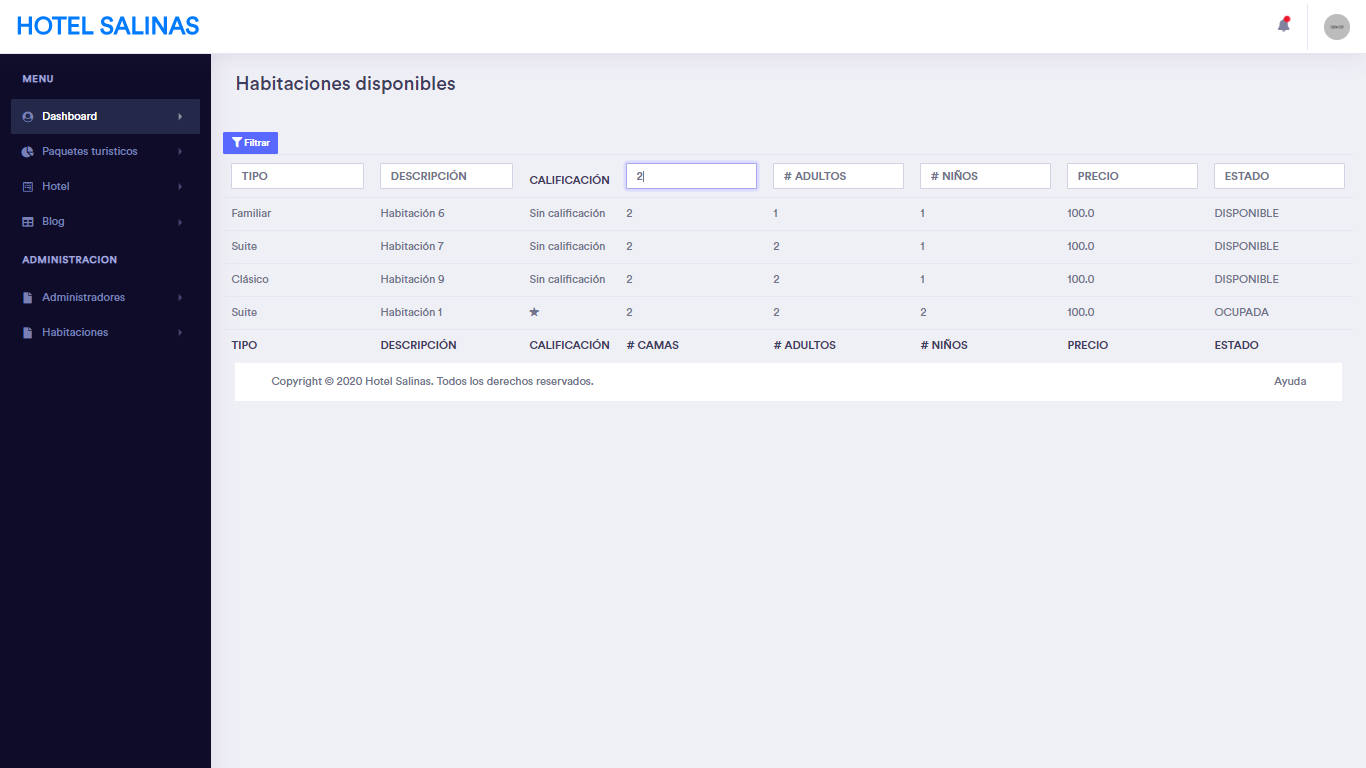 HOTEL SALINAS
MENU
Dashboard
Paquetes turisticos
Hotel
Blog
ADMINISTRACION
Administradores
Habitaciones
Habitaciones disponibles
Filtrar
TIPO DESCRIPCIÓN CALIFICACIÓN 2 # ADULTOS # NIÑOS PRECIO ESTADO
Familiar Habitación 6 Sin calificación 2 1 1 100.0 DISPONIBLE
Suite Habitación 7 Sin calificación 2 2 1 100.0 DISPONIBLE
Clásico Habitación 9 Sin calificación 2 2 1 100.0 DISPONIBLE
Suite Habitación 1 ★ 2 2 2 100.0 OCUPADA
TIPO DESCRIPCIÓN CALIFICACIÓN # CAMAS # ADULTOS # NIÑOS PRECIO ESTADO
Copyright © 2020 Hotel Salinas. Todos los derechos reservados. Ayuda